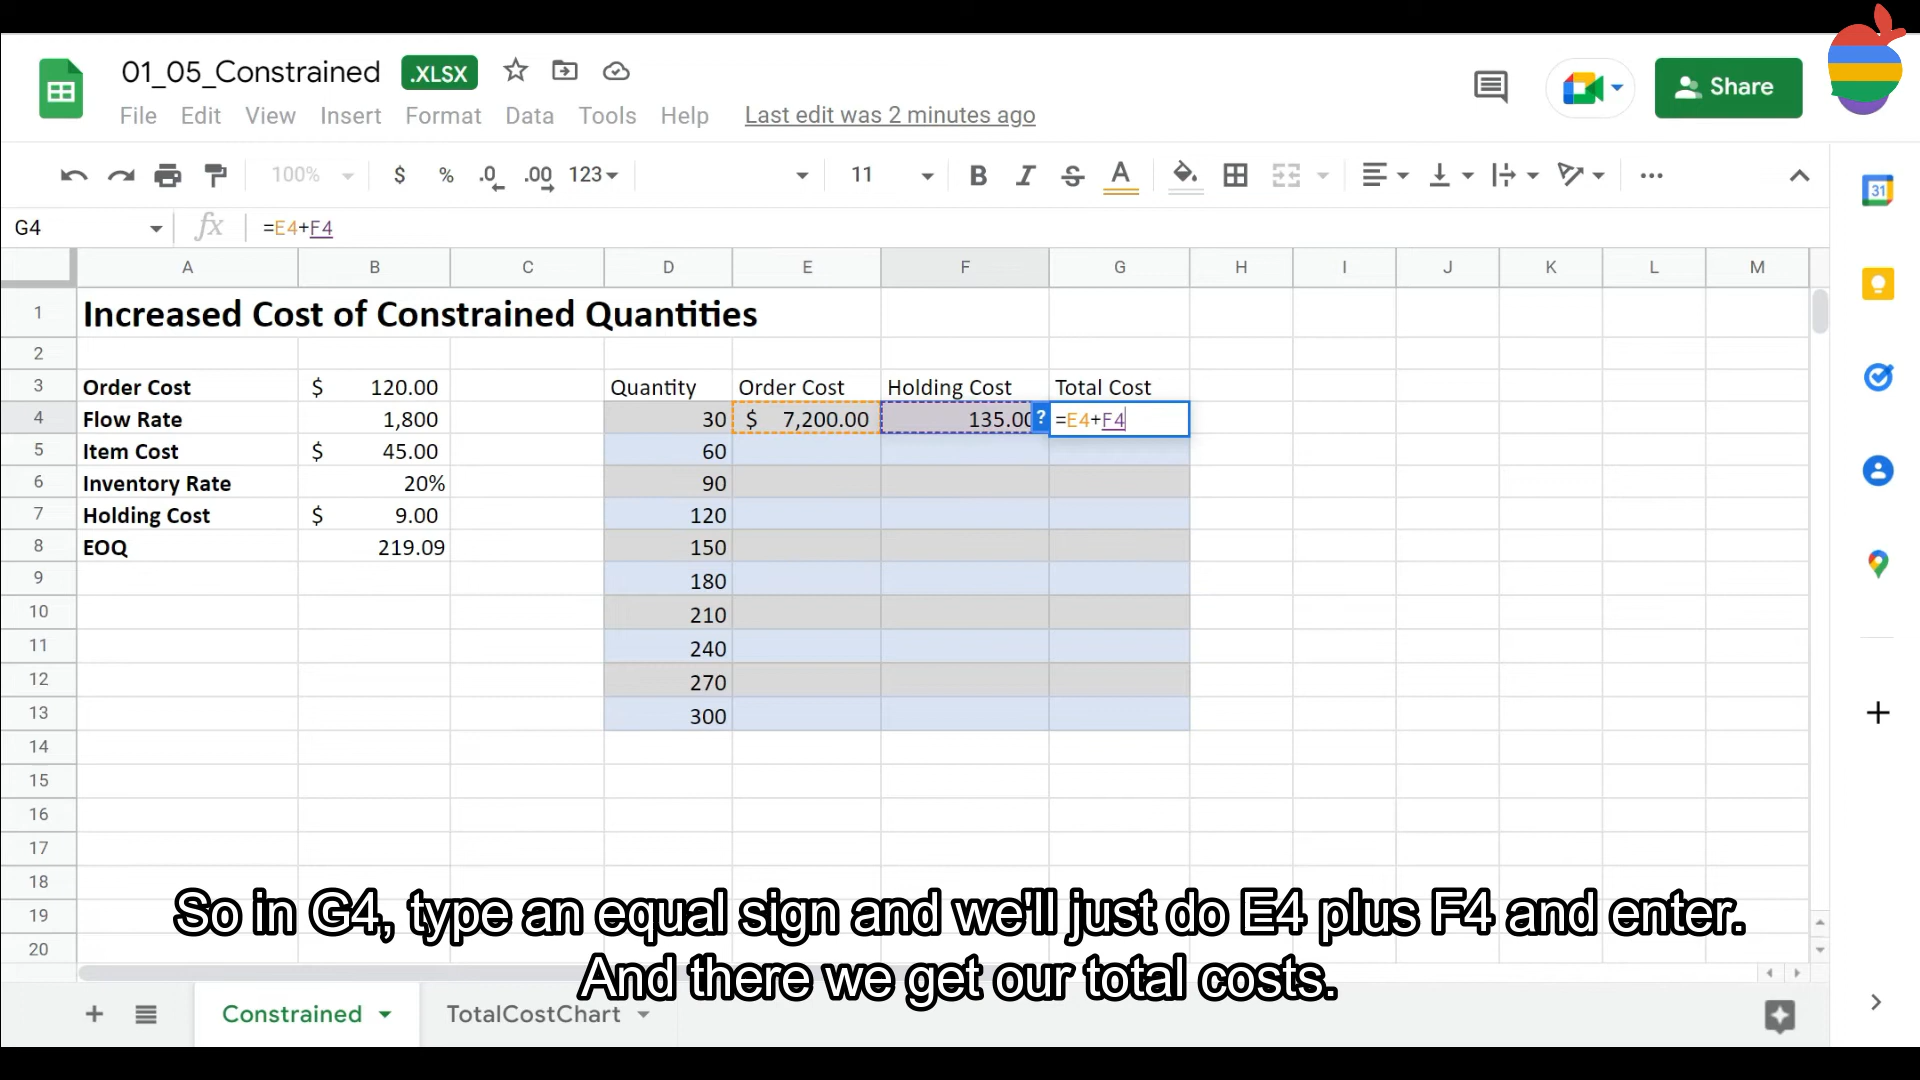 01_05_Constrained .XLSX
File Edit View Insert Format Data Tools Help Last edit was 2 minutes ago
Share
100% $ % .0 .00 123 11 B I S A
31
G4 fx =E4+F4
A B C D E F G H I J K L M
1 Increased Cost of Constrained Quantities
2
3 Order Cost $ 120.00 Quantity Order Cost Holding Cost Total Cost
4 Flow Rate 1,800 30 $ 7,200.00 135.00 ? =E4+F4
5 Item Cost $ 45.00 60
6 Inventory Rate 20% 90
7 Holding Cost $ 9.00 120
8 EOQ 219.09 150
9 180
10 210
11 240
12 270
13 300
14
15
16
17
18
19
20
So in G4, type an equal sign and we'll just do E4 plus F4 and enter.
And there we get our total costs.
Constrained TotalCostChart